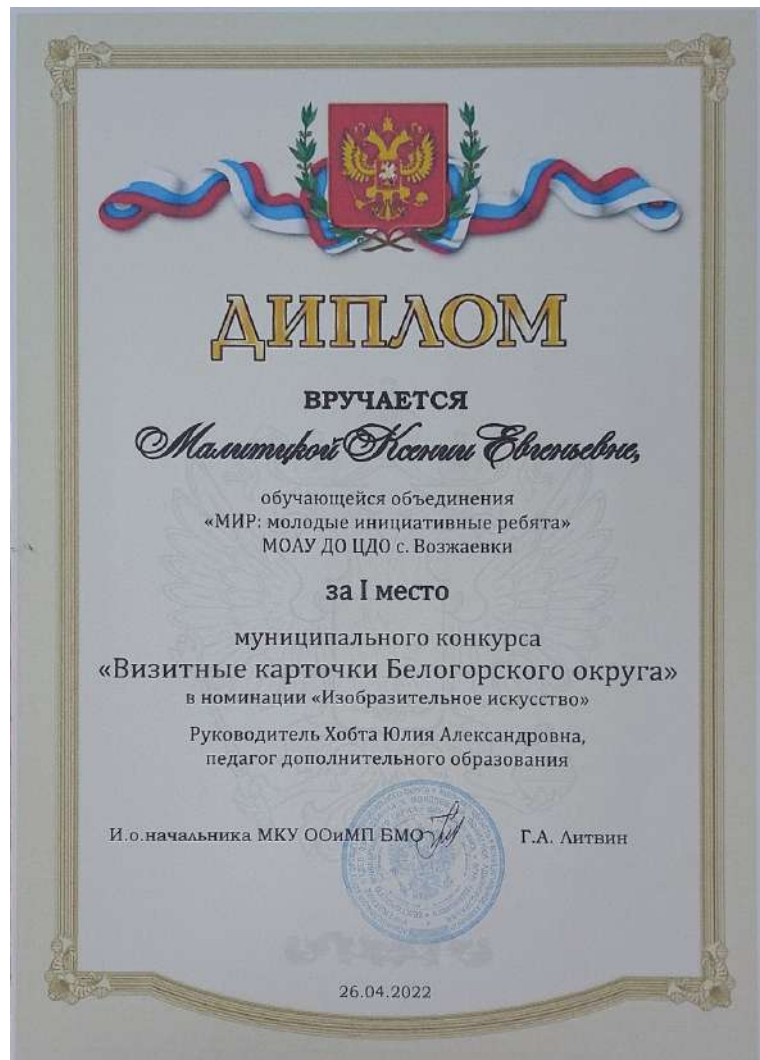 ДИПЛОМ
ВРУЧАЕТСЯ
Малитицкой Ксении Евгеньевне,
обучающейся объединения
«МИР: молодые инициативные ребята»
МОАУ ДО ЦДО с. Возжаевки
за I место
муниципального конкурса
«Визитные карточки Белогорского округа»
в номинации «Изобразительное искусство»
Руководитель Хобта Юлия Александровна,
педагог дополнительного образования
И.о.начальника МКУ ООиМП БМО Г.А. Литвин
26.04.2022